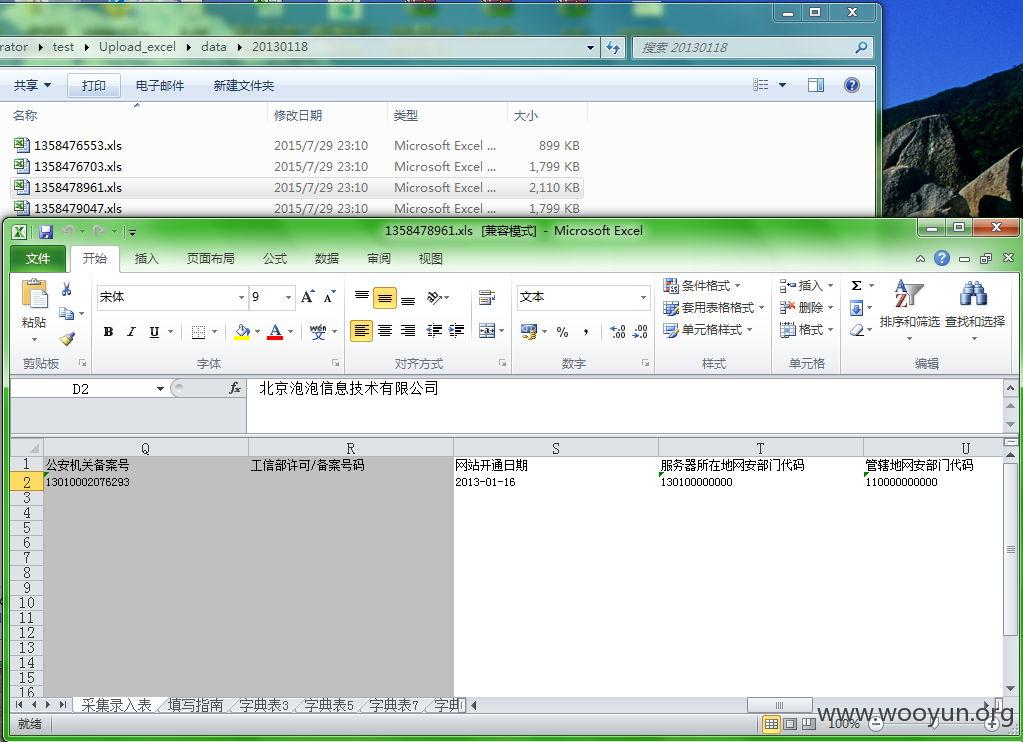 rator ▸ test ▸ Upload_excel ▸ data ▸ 20130118
搜索 20130118
共享 打印 电子邮件 新建文件夹
名称 修改日期 类型 大小
1358476553.xls 2015/7/29 23:10 Microsoft Excel ... 899 KB
1358476703.xls 2015/7/29 23:10 Microsoft Excel ... 1,799 KB
1358478961.xls 2015/7/29 23:10 Microsoft Excel ... 2,110 KB
1358479047.xls 2015/7/29 23:10 Microsoft Excel ... 1,799 KB
1358478961.xls [兼容模式] - Microsoft Excel
文件 开始 插入 页面布局 公式 数据 审阅 视图
粘贴
宋体 9
B I U
文本
条件格式
套用表格格式
单元格样式
插入
删除
格式
排序和筛选 查找和选择
剪贴板 字体 对齐方式 数字 样式 单元格 编辑
D2 fx 北京泡泡信息技术有限公司
Q R S T U
1 公安机关备案号 工信部许可/备案号码 网站开通日期 服务器所在地网安部门代码 管辖地网安部门代码
2 13010002076293 2013-01-16 130100000000 110000000000
3
4
5
6
7
8
9
10
11
12
13
14
15
16
采集录入表 填写指南 字典表3 字典表5 字典表7 字典
就绪 100%
www.wooyun.org